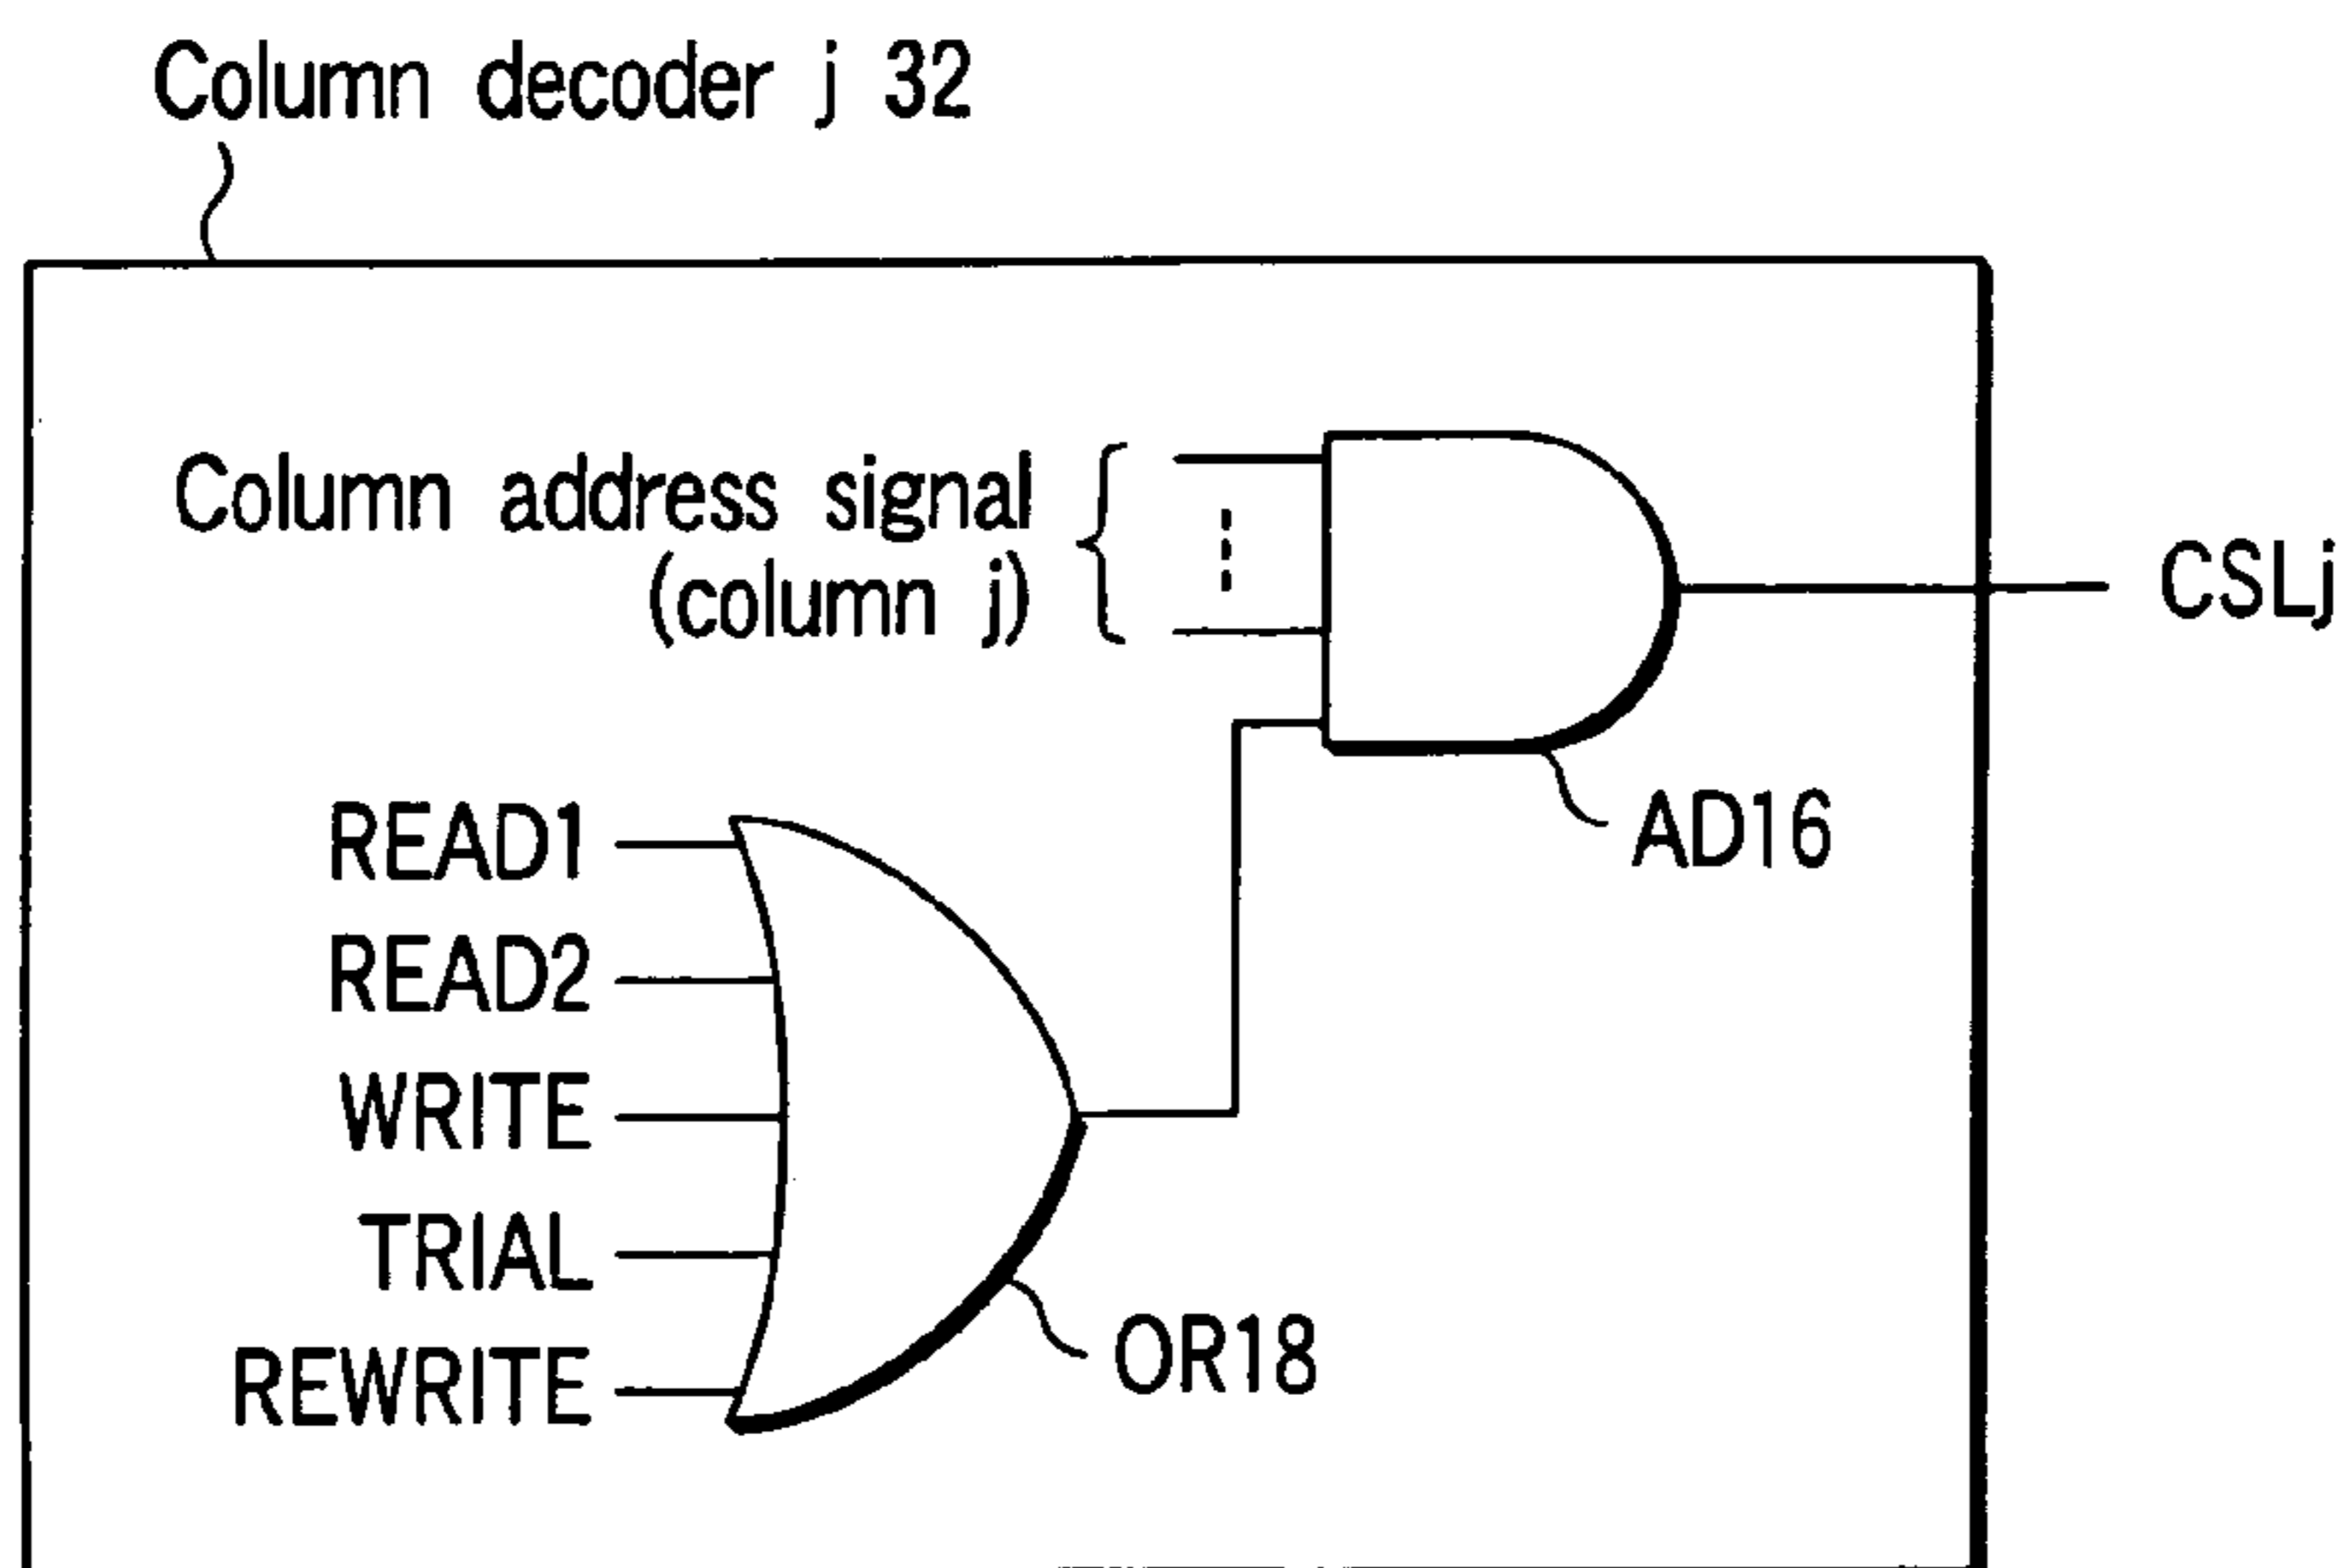 Column decoder j 32
Column address signal
(column j)
CSLj
AD16
READ1
READ2
WRITE
TRIAL
REWRITE
OR18